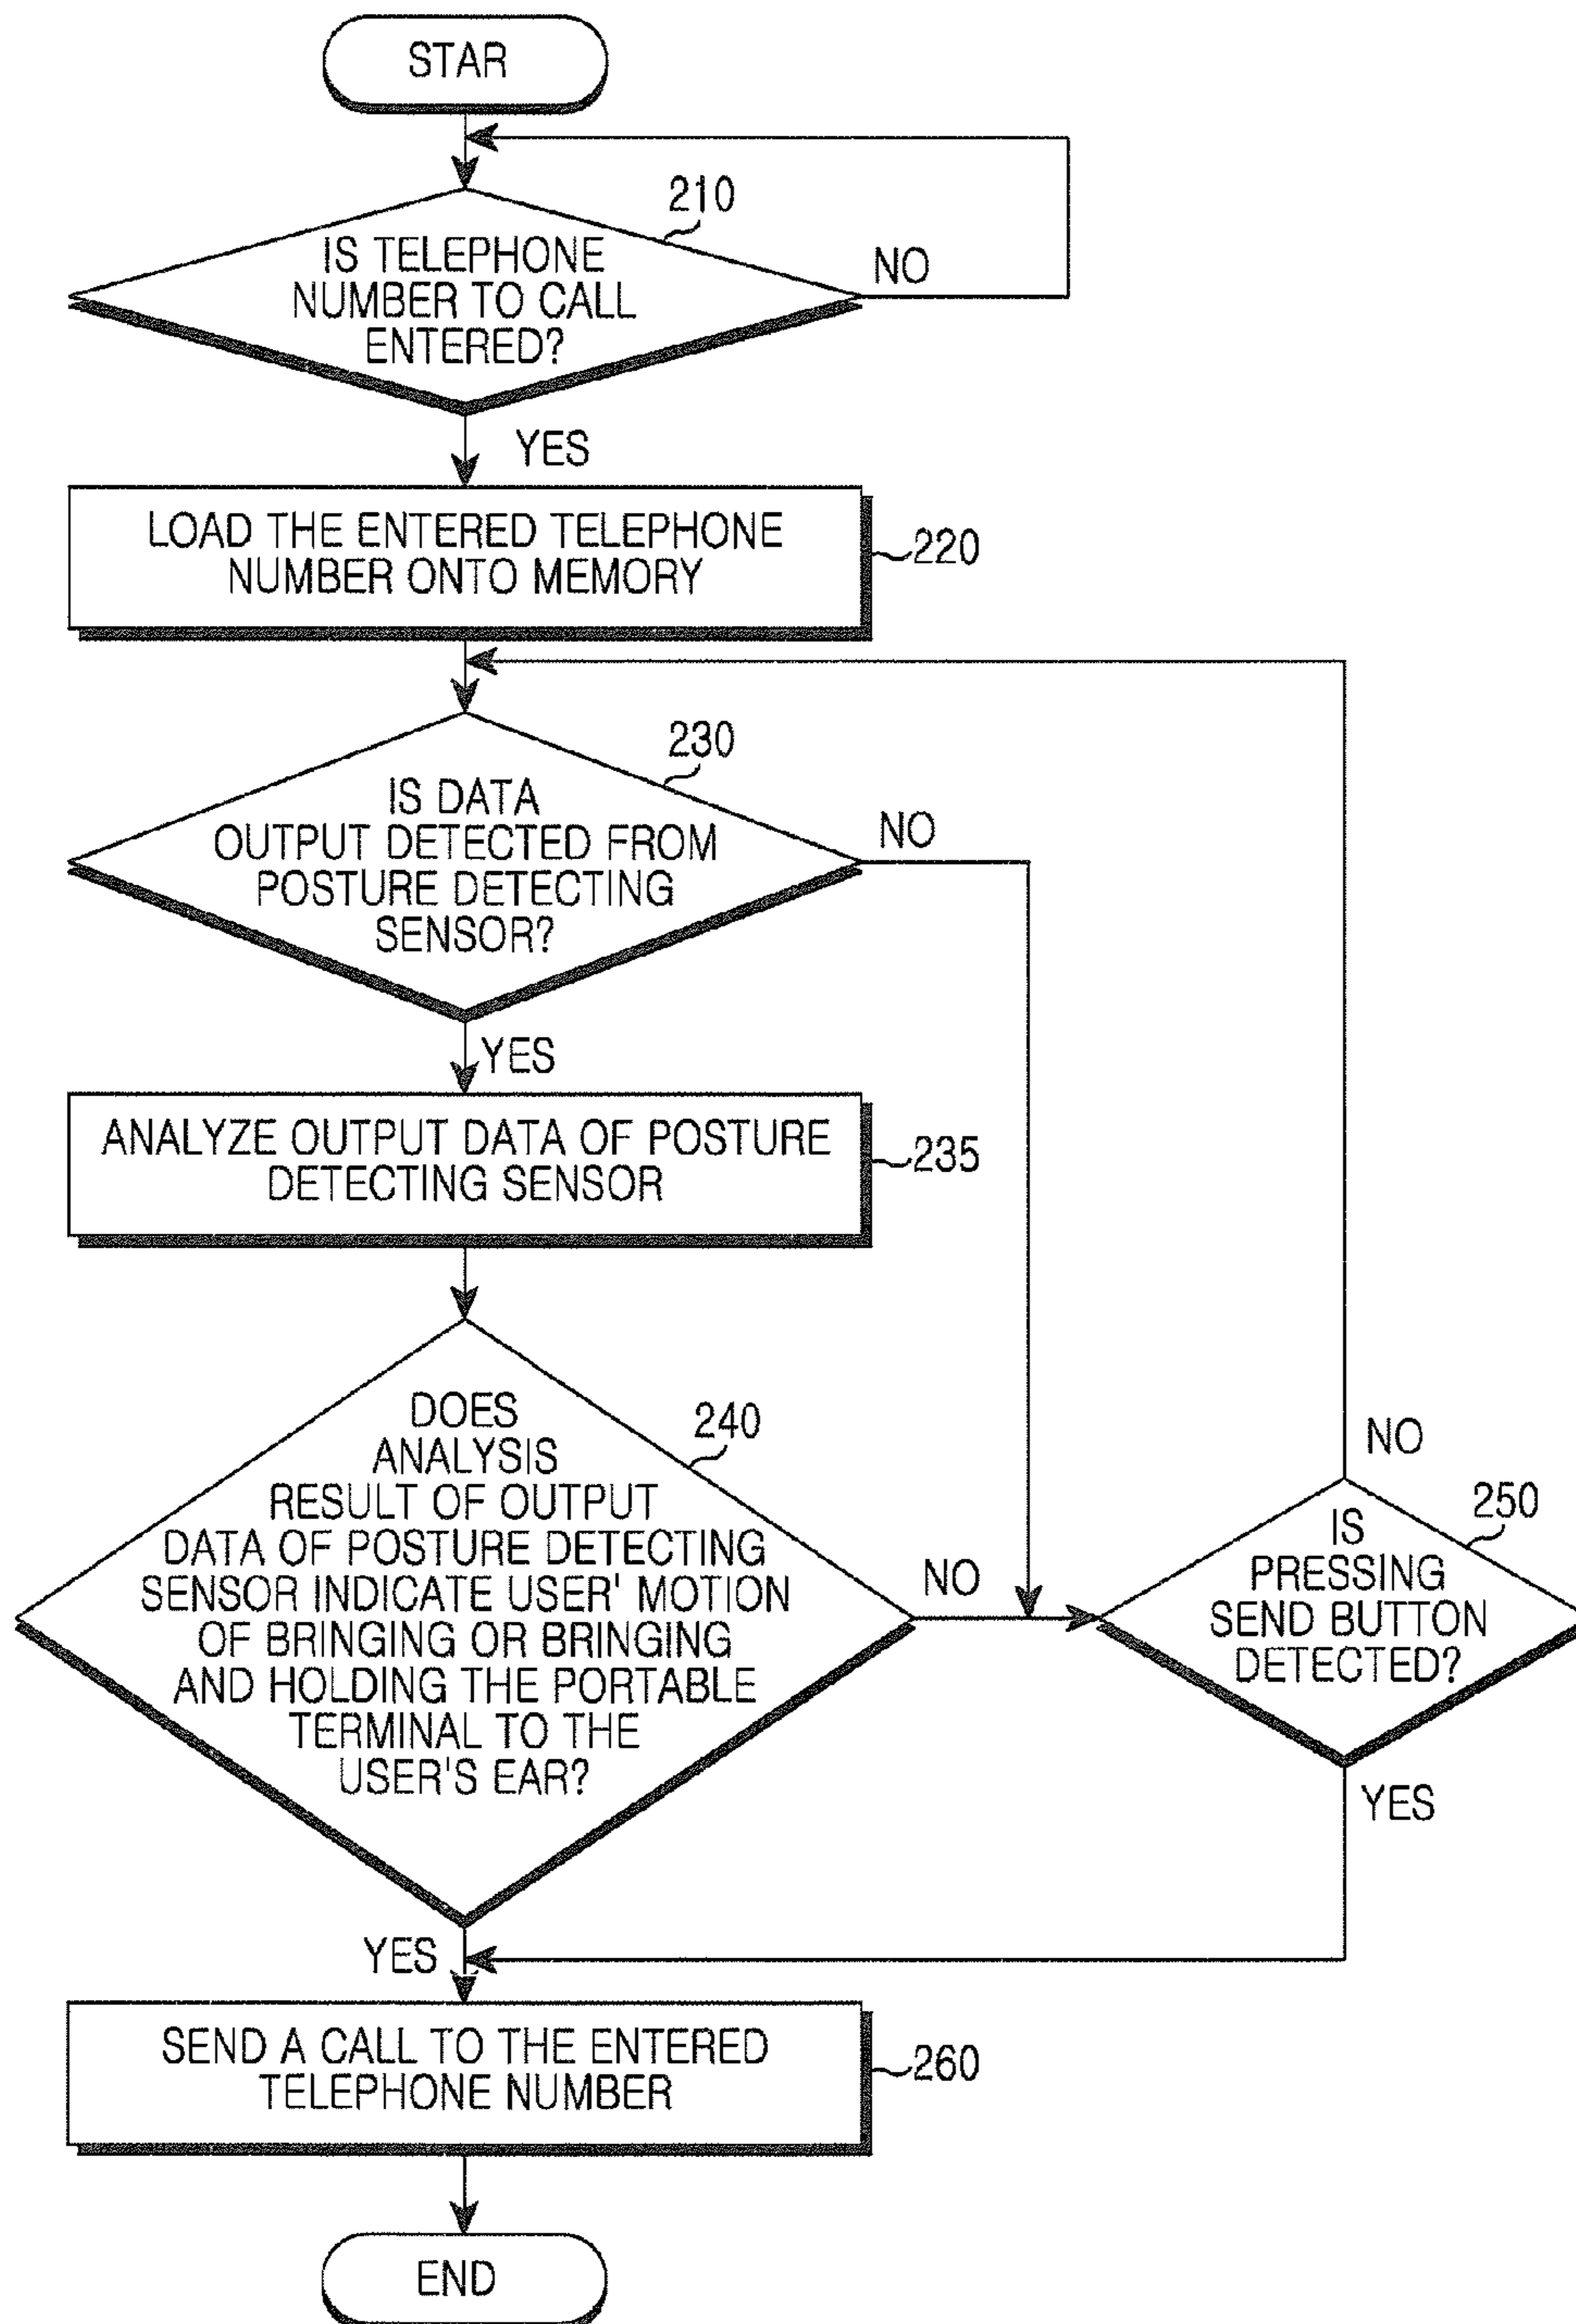 STAR
210
IS TELEPHONE
NUMBER TO CALL
ENTERED?
NO
YES
LOAD THE ENTERED TELEPHONE
NUMBER ONTO MEMORY
220
230
IS DATA
OUTPUT DETECTED FROM
POSTURE DETECTING
SENSOR?
NO
YES
ANALYZE OUTPUT DATA OF POSTURE
DETECTING SENSOR
235
240
DOES
ANALYSIS
RESULT OF OUTPUT
DATA OF POSTURE DETECTING
SENSOR INDICATE USER' MOTION
OF BRINGING OR BRINGING
AND HOLDING THE PORTABLE
TERMINAL TO THE
USER'S EAR?
NO
YES
NO
250
IS
PRESSING
SEND BUTTON
DETECTED?
YES
SEND A CALL TO THE ENTERED
TELEPHONE NUMBER
260
END